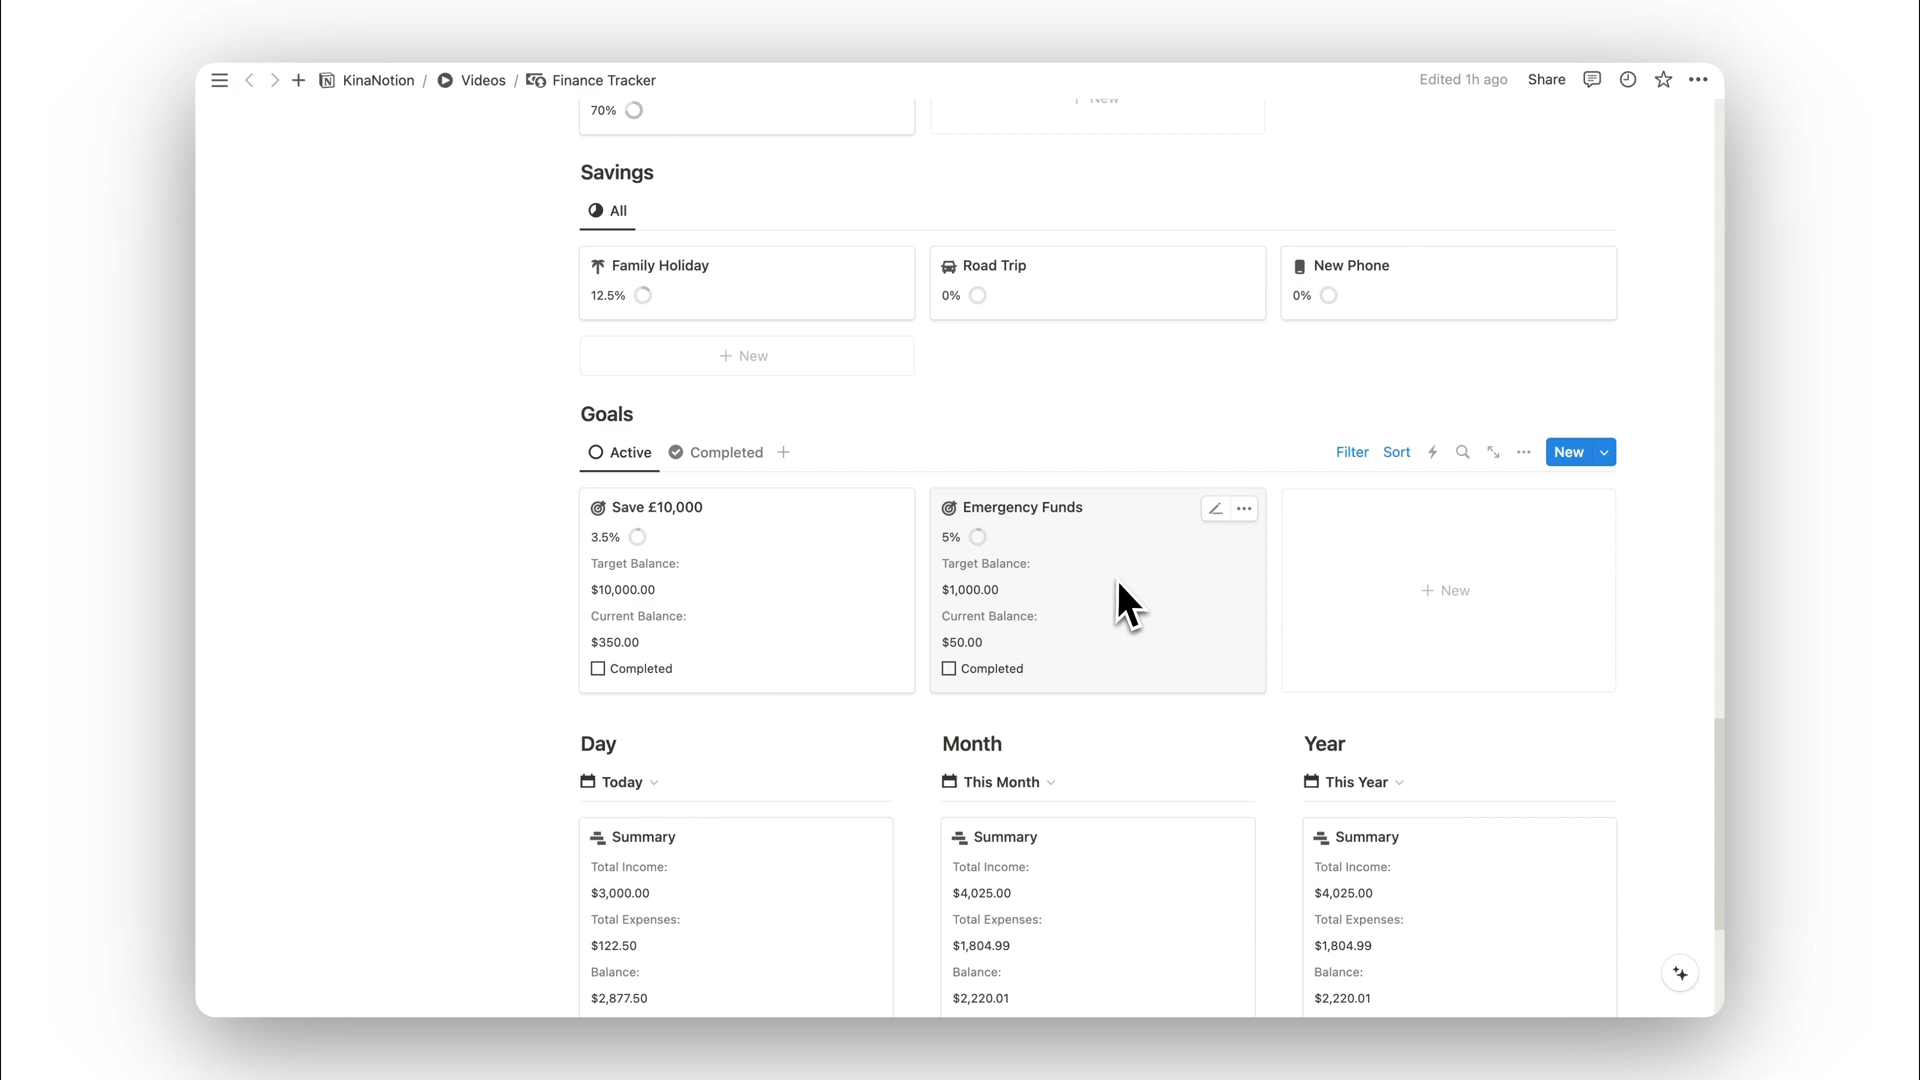 KinaNotion / Videos / Finance Tracker
Edited 1h ago Share
70%
+ New
Savings
All
Family Holiday
12.5%
Road Trip
0%
New Phone
0%
+ New
Goals
Active Completed +
Filter Sort New
Save £10,000
3.5%
Target Balance:
$10,000.00
Current Balance:
$350.00
Completed
Emergency Funds
5%
Target Balance:
$1,000.00
Current Balance:
$50.00
Completed
+ New
Day
Today
Summary
Total Income:
$3,000.00
Total Expenses:
$122.50
Balance:
$2,877.50
Month
This Month
Summary
Total Income:
$4,025.00
Total Expenses:
$1,804.99
Balance:
$2,220.01
Year
This Year
Summary
Total Income:
$4,025.00
Total Expenses:
$1,804.99
Balance:
$2,220.01